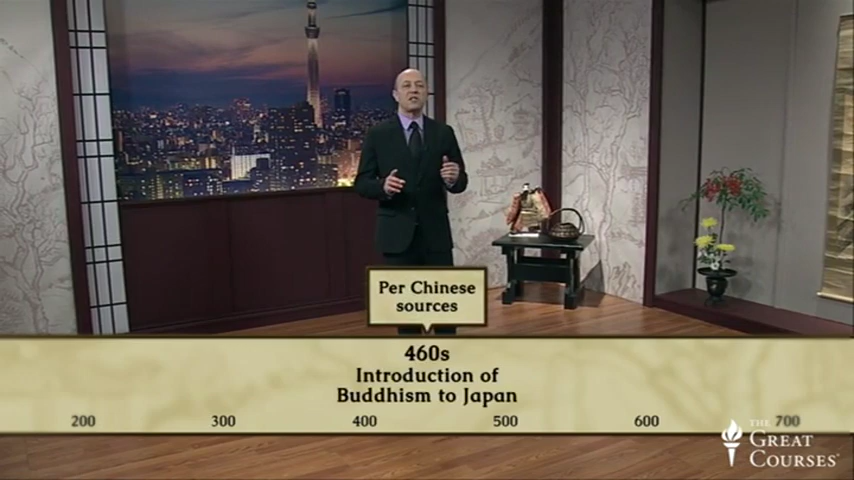 Per Chinese
sources
460s
Introduction of
Buddhism to Japan
200 300 400 500 600 700
THE
GREAT
COURSES